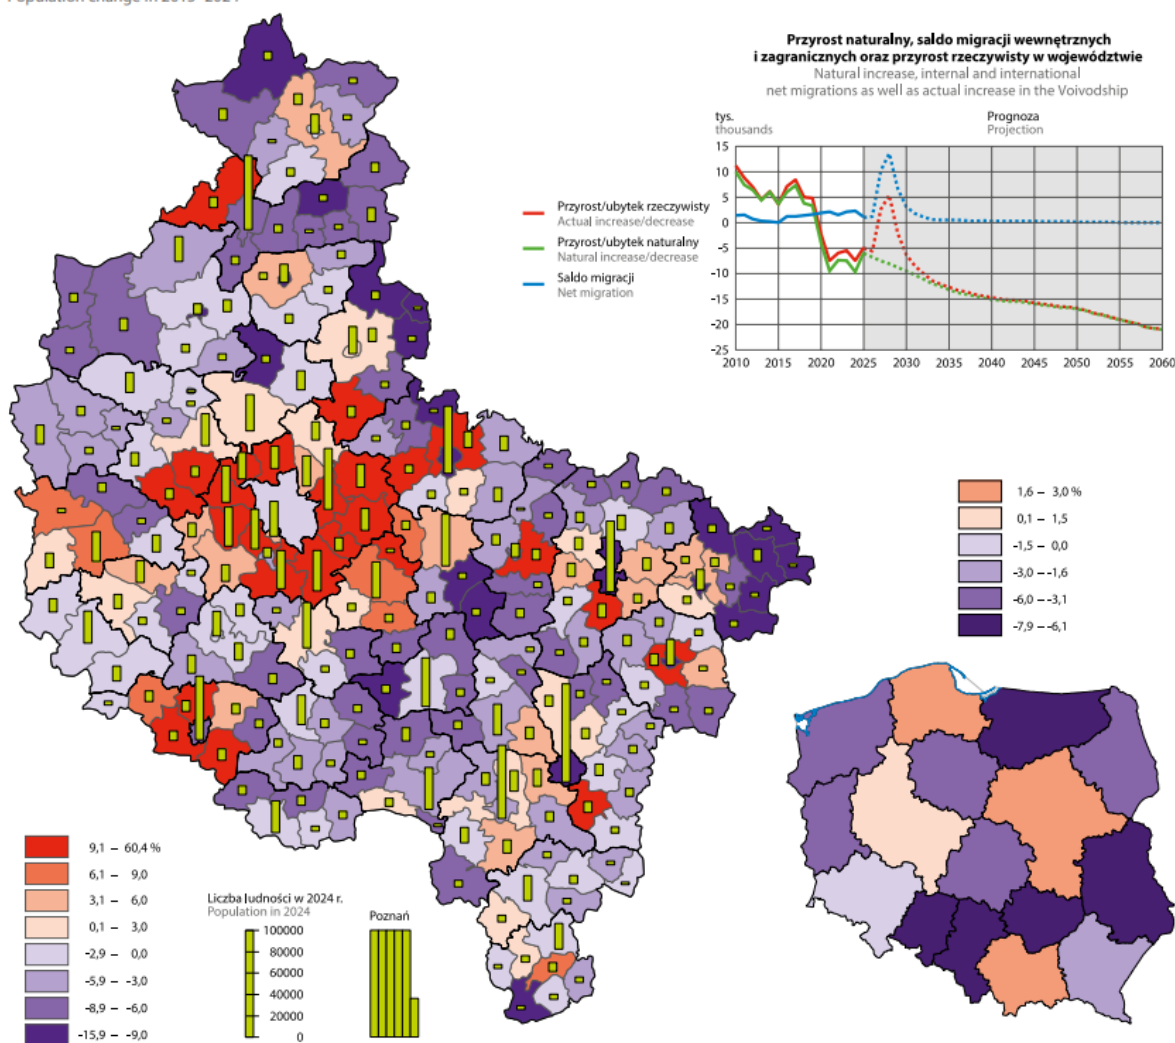 Population change in 2015–2024
Przyrost naturalny, saldo migracji wewnętrznych
i zagranicznych oraz przyrost rzeczywisty w województwie
Natural increase, internal and international
net migrations as well as actual increase in the Voivodship
tys.
thousands
Prognoza
Projection
15
10
5
0
-5
-10
-15
-20
-25
2010 2015 2020 2025 2030 2035 2040 2045 2050 2055 2060
Przyrost/ubytek rzeczywisty
Actual increase/decrease
Przyrost/ubytek naturalny
Natural increase/decrease
Saldo migracji
Net migration
1,6 – 3,0 %
0,1 – 1,5
-1,5 – 0,0
-3,0 – -1,6
-6,0 – -3,1
-7,9 – -6,1
9,1 – 60,4 %
6,1 – 9,0
3,1 – 6,0
0,1 – 3,0
-2,9 – 0,0
-5,9 – -3,0
-8,9 – -6,0
-15,9 – -9,0
Liczba ludności w 2024 r.
Population in 2024
100000
80000
60000
40000
20000
0
Poznań